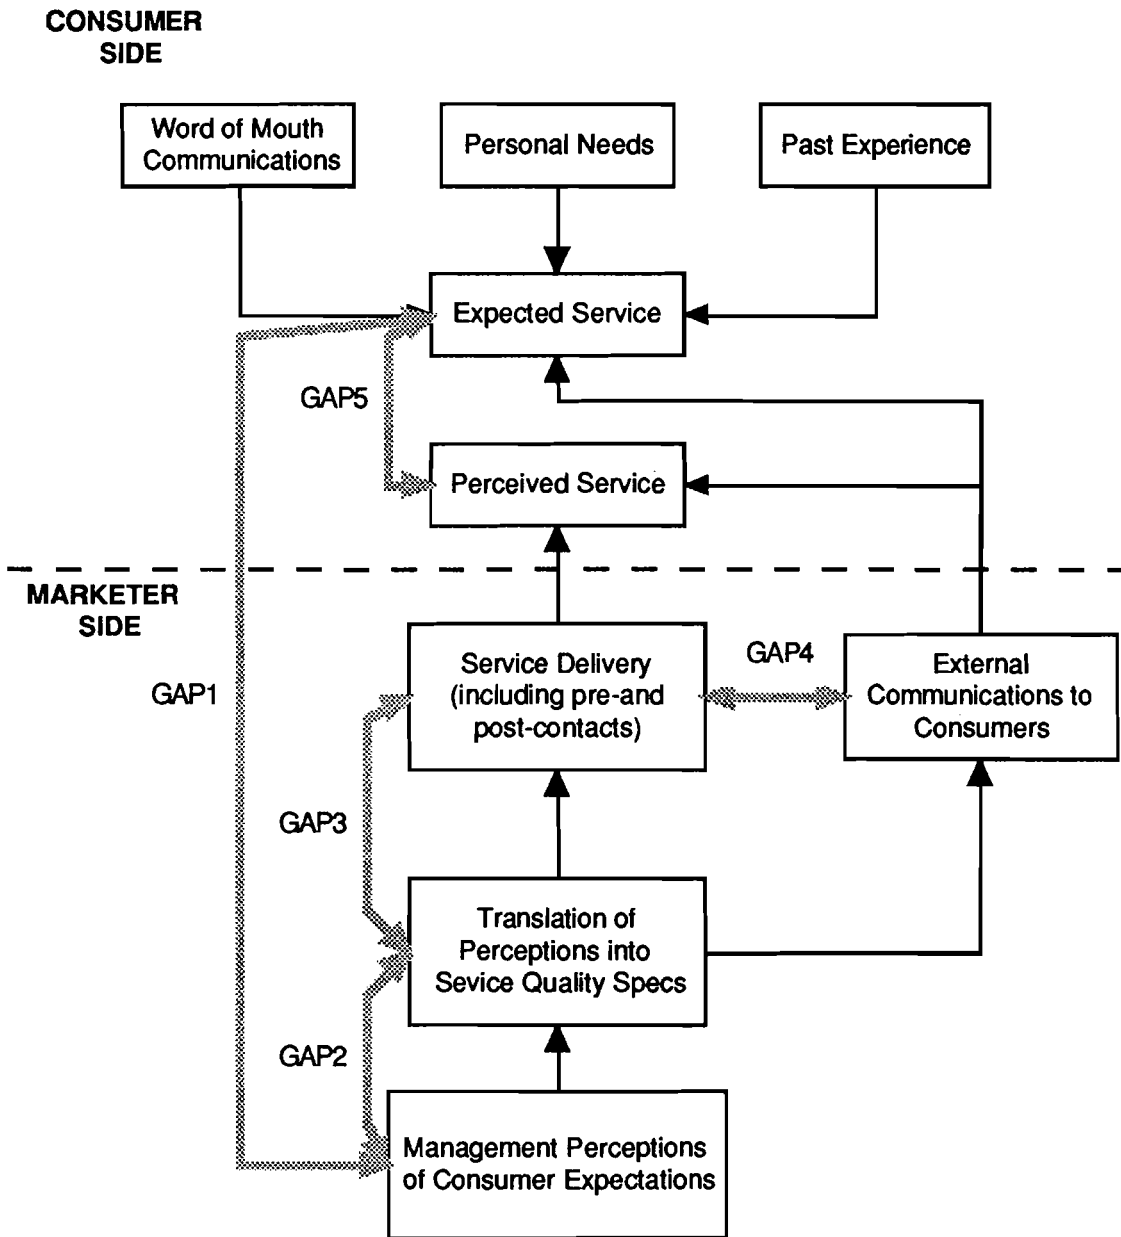 CONSUMER
SIDE
Word of Mouth
Communications
Personal Needs
Past Experience
Expected Service
GAP5
Perceived Service
MARKETER
SIDE
GAP1
Service Delivery
(including pre-and
post-contacts)
GAP4
External
Communications to
Consumers
GAP3
Translation of
Perceptions into
Sevice Quality Specs
GAP2
Management Perceptions
of Consumer Expectations